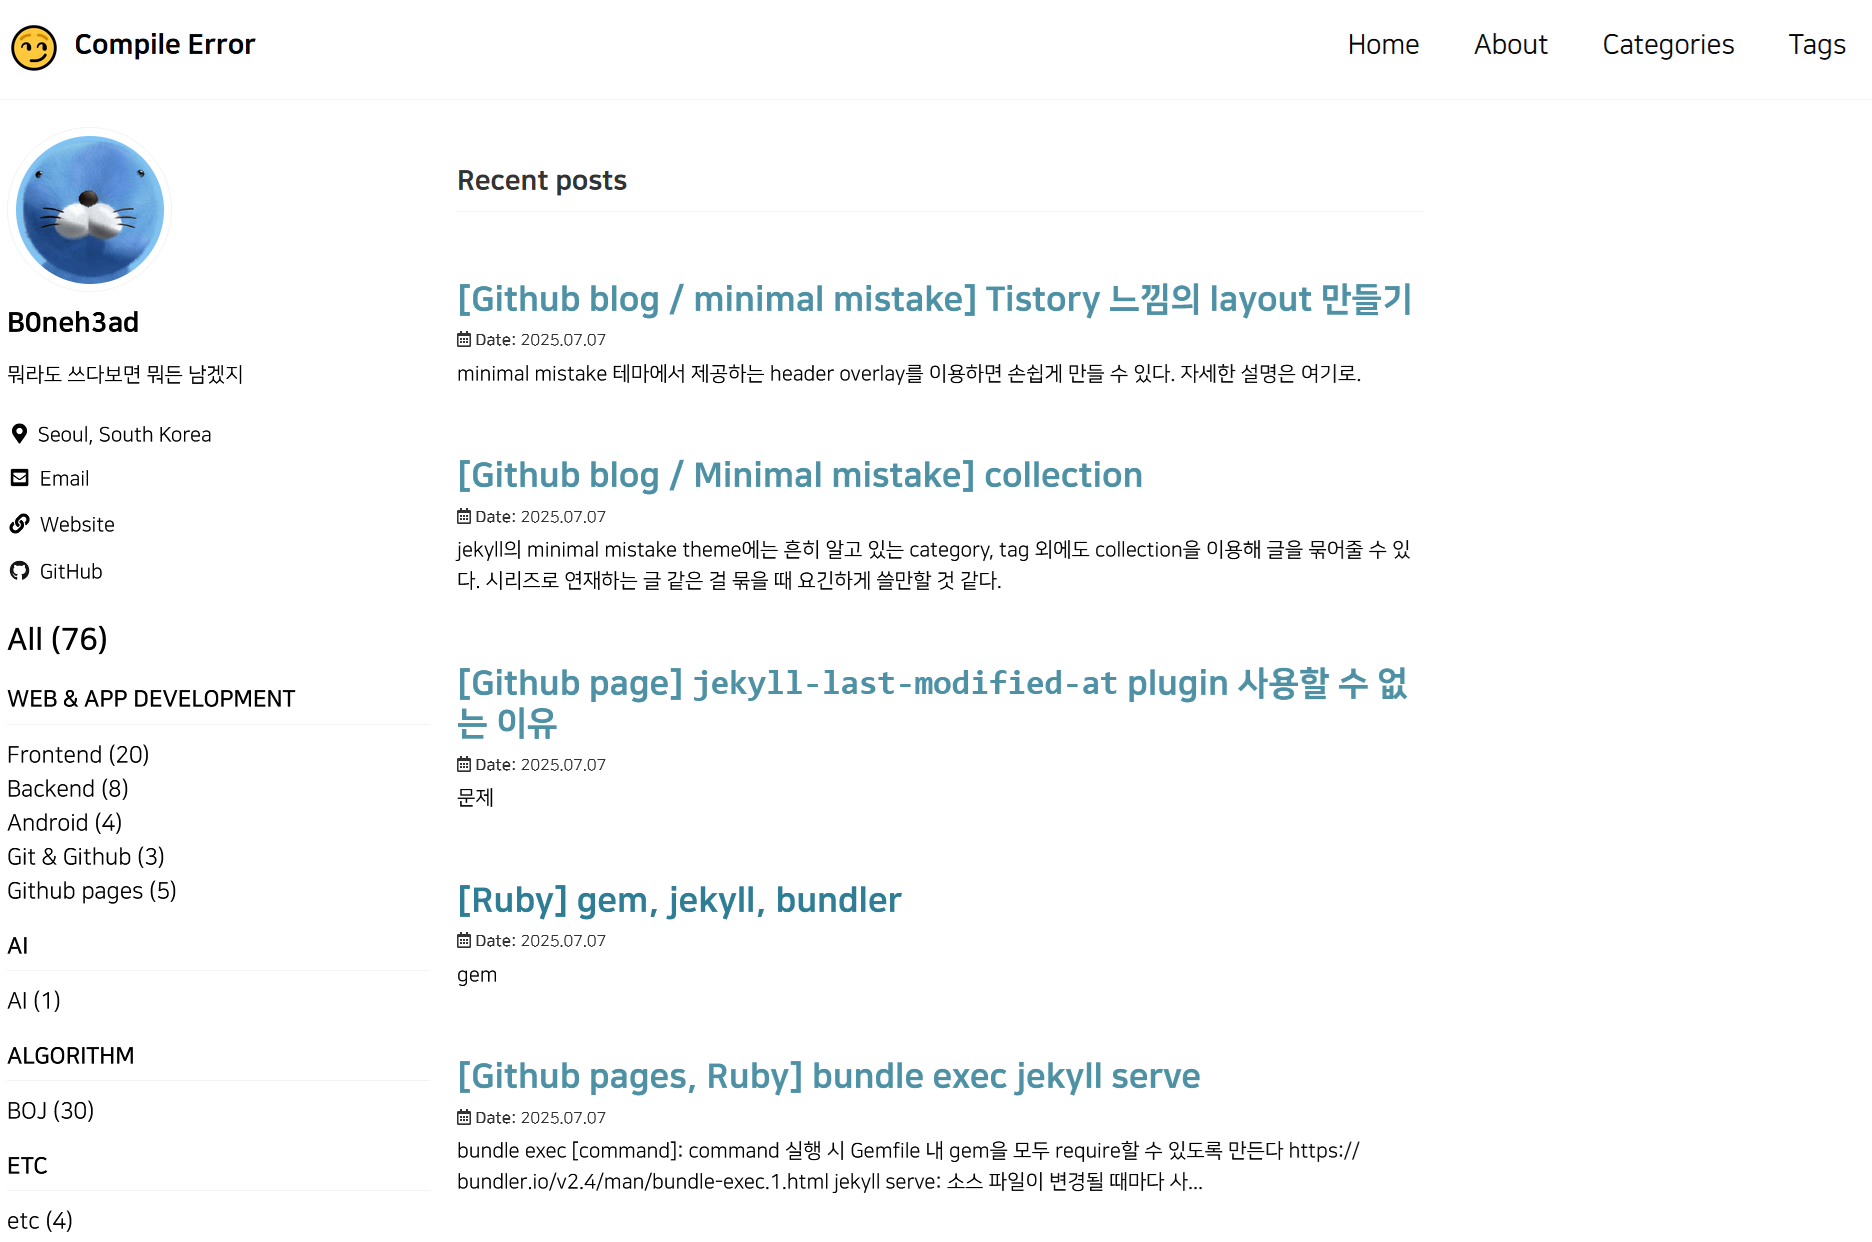 Compile Error
Home
About
Categories
Tags
B0neh3ad
뭐라도 쓰다보면 뭐든 남겠지
Seoul, South Korea
Email
Website
GitHub
All (76)
WEB & APP DEVELOPMENT
Frontend (20)
Backend (8)
Android (4)
Git & Github (3)
Github pages (5)
AI
AI (1)
ALGORITHM
BOJ (30)
ETC
etc (4)
Recent posts
[Github blog / minimal mistake] Tistory 느낌의 layout 만들기
Date: 2025.07.07
minimal mistake 테마에서 제공하는 header overlay를 이용하면 손쉽게 만들 수 있다. 자세한 설명은 여기로.
[Github blog / Minimal mistake] collection
Date: 2025.07.07
jekyll의 minimal mistake theme에는 흔히 알고 있는 category, tag 외에도 collection을 이용해 글을 묶어줄 수 있
다. 시리즈로 연재하는 글 같은 걸 묶을 때 요긴하게 쓸만할 것 같다.
[Github page] jekyll-last-modified-at plugin 사용할 수 없
는 이유
Date: 2025.07.07
문제
[Ruby] gem, jekyll, bundler
Date: 2025.07.07
gem
[Github pages, Ruby] bundle exec jekyll serve
Date: 2025.07.07
bundle exec [command]: command 실행 시 Gemfile 내 gem을 모두 require할 수 있도록 만든다 https://
bundler.io/v2.4/man/bundle-exec.1.html jekyll serve: 소스 파일이 변경될 때마다 사...